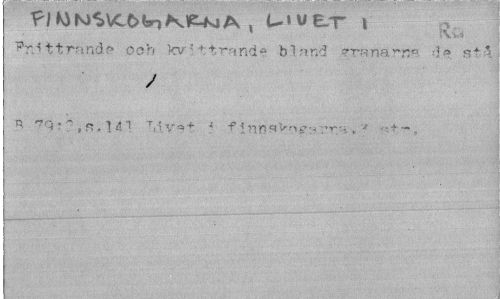 FINNSKOGARNA, LIVET I
Ra
Fnittrande och kvittrande bland granarna de stå
B 79:2,s.141 Livet i finnskogarna.